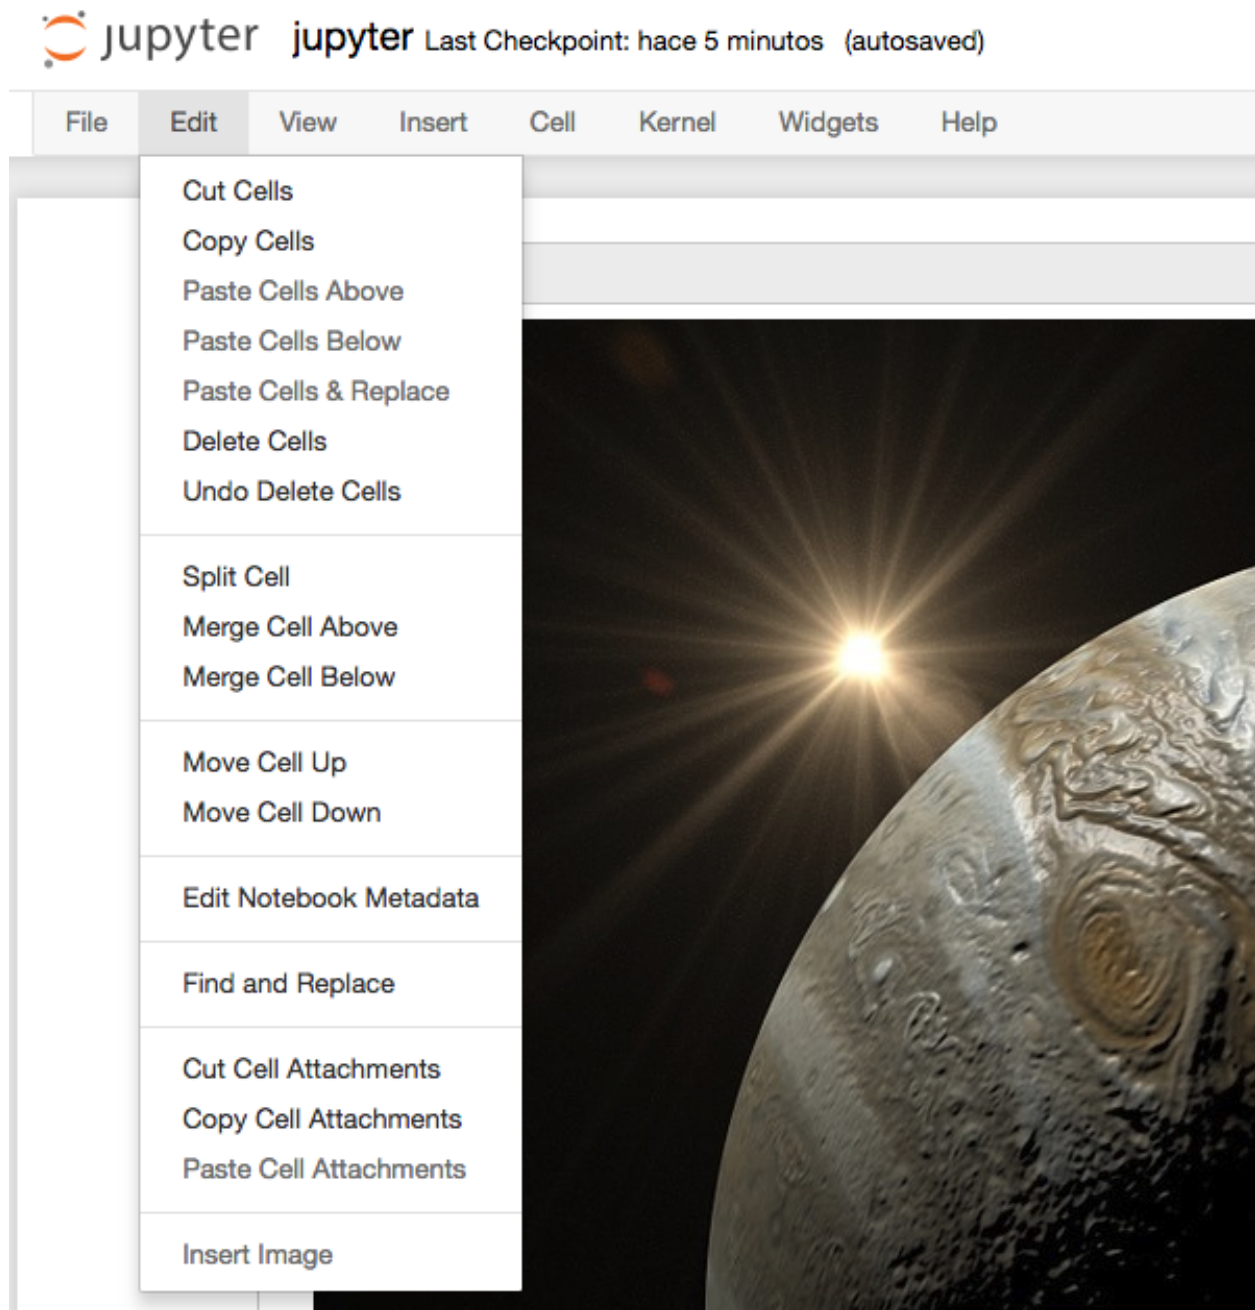 jupyter jupyter Last Checkpoint: hace 5 minutos (autosaved)
File Edit View Insert Cell Kernel Widgets Help
Cut Cells
Copy Cells
Paste Cells Above
Paste Cells Below
Paste Cells & Replace
Delete Cells
Undo Delete Cells
Split Cell
Merge Cell Above
Merge Cell Below
Move Cell Up
Move Cell Down
Edit Notebook Metadata
Find and Replace
Cut Cell Attachments
Copy Cell Attachments
Paste Cell Attachments
Insert Image